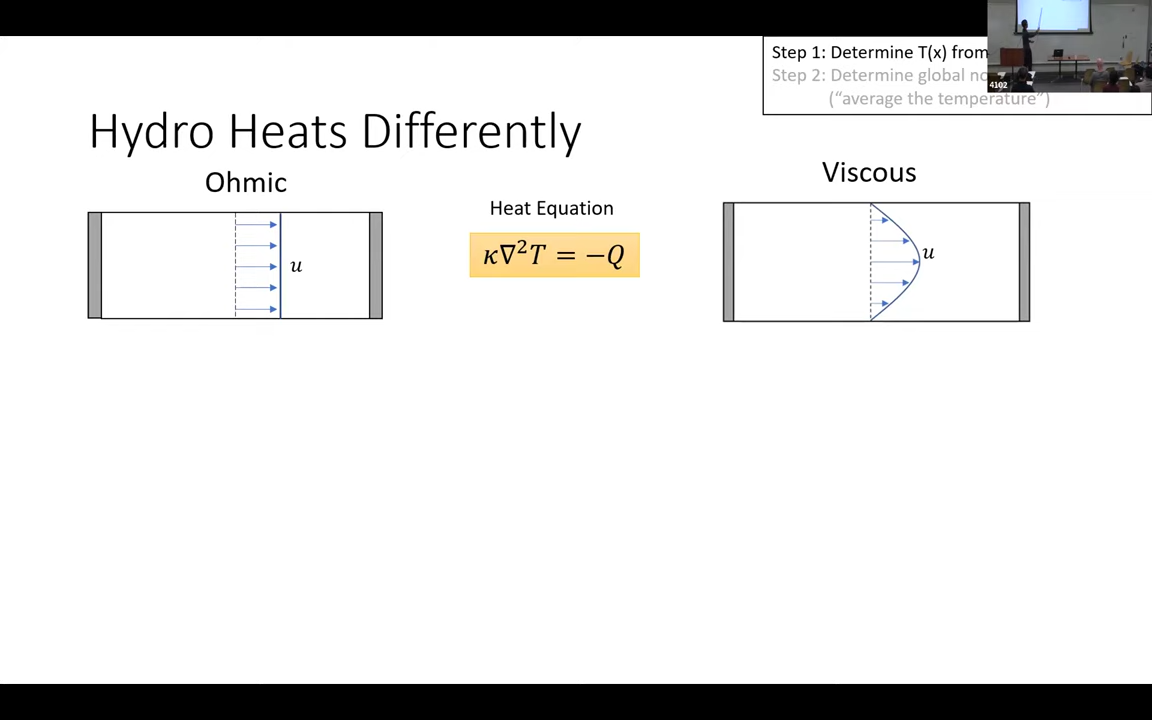 Step 1: Determine T(x) from
Step 2: Determine global
("average the temperature")
4102
Hydro Heats Differently
Ohmic
Viscous
Heat Equation
κ∇²T = −Q
u
u